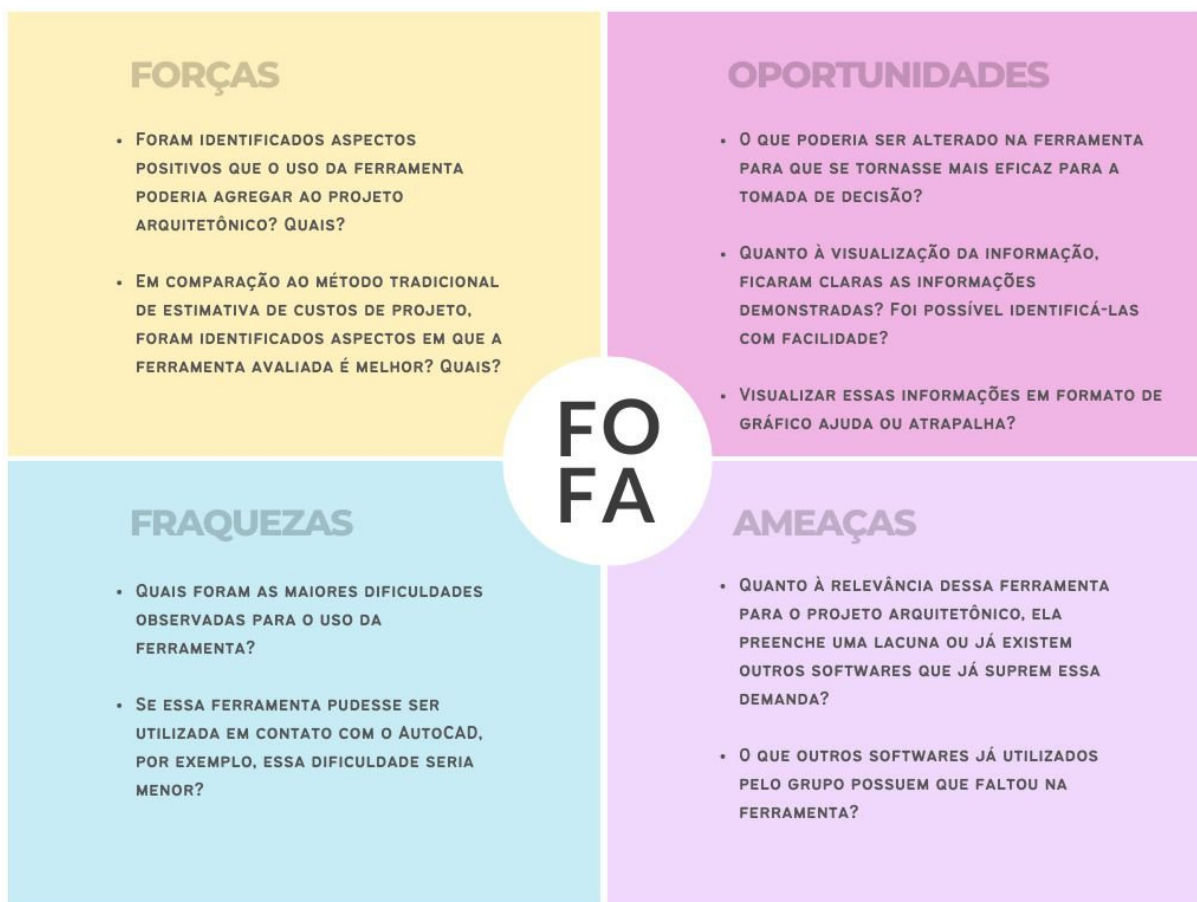 FORÇAS
• Foram identificados aspectos
positivos que o uso da ferramenta
poderia agregar ao projeto
arquitetônico? Quais?
• Em comparação ao método tradicional
de estimativa de custos de projeto,
foram identificados aspectos em que a
ferramenta avaliada é melhor? Quais?
OPORTUNIDADES
• O que poderia ser alterado na ferramenta
para que se tornasse mais eficaz para a
tomada de decisão?
• Quanto à visualização da informação,
ficaram claras as informações
demonstradas? Foi possível identificá-las
com facilidade?
• Visualizar essas informações em formato de
gráfico ajuda ou atrapalha?
FO
FA
FRAQUEZAS
• Quais foram as maiores dificuldades
observadas para o uso da
ferramenta?
• Se essa ferramenta pudesse ser
utilizada em contato com o AutoCAD,
por exemplo, essa dificuldade seria
menor?
AMEAÇAS
• Quanto à relevância dessa ferramenta
para o projeto arquitetônico, ela
preenche uma lacuna ou já existem
outros softwares que já suprem essa
demanda?
• O que outros softwares já utilizados
pelo grupo possuem que faltou na
ferramenta?